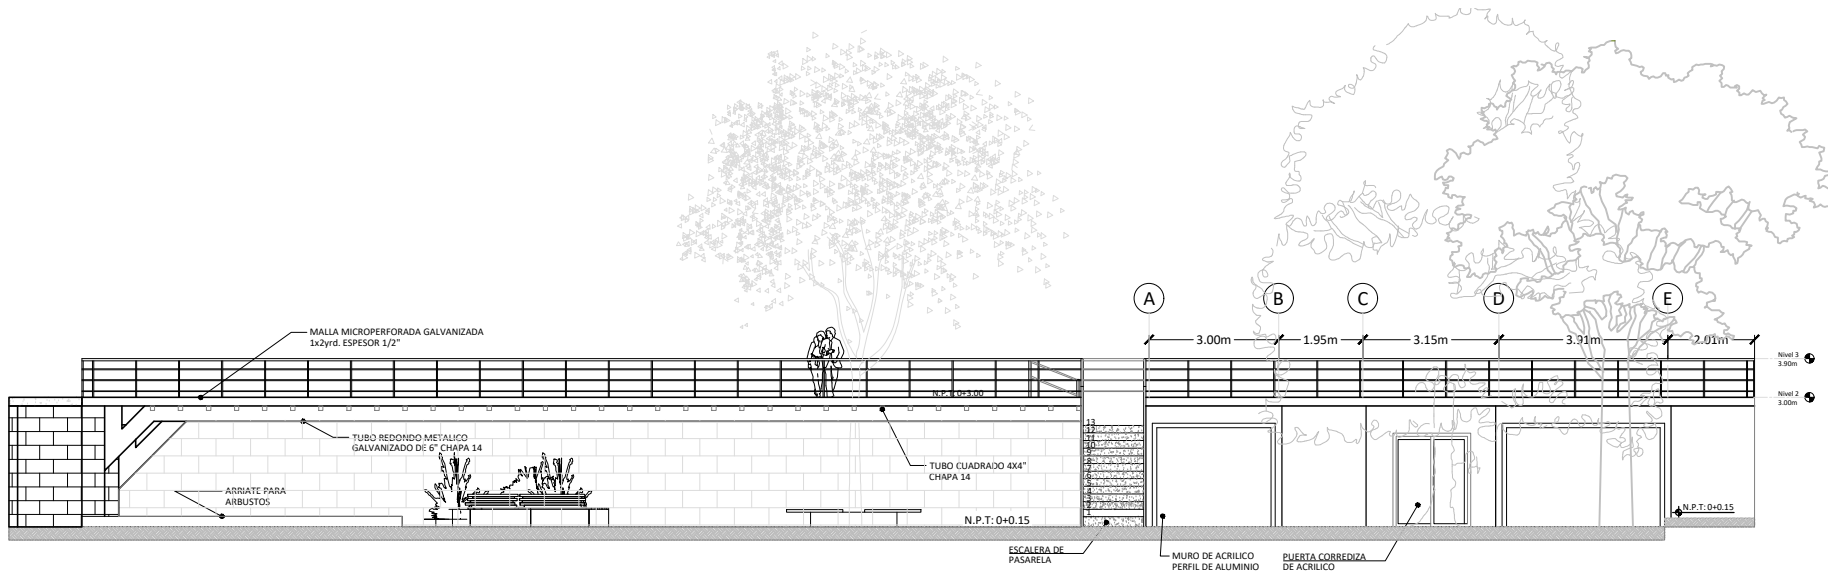 A
B
C
D
E
3.00m
1.95m
3.15m
3.91m
2.01m
MALLA MICROPERFORADA GALVANIZADA
1x2yrd. ESPESOR 1/2"
Nivel 3
3.90m
N.P.T: 0+3.00
Nivel 2
3.00m
TUBO REDONDO METALICO
GALVANIZADO DE 6" CHAPA 14
TUBO CUADRADO 4X4"
CHAPA 14
13
12
11
10
9
8
7
6
5
4
3
2
1
ARRIATE PARA
ARBUSTOS
N.P.T: 0+0.15
N.P.T: 0+0.15
ESCALERA DE
PASARELA
MURO DE ACRILICO
PERFIL DE ALUMINIO
PUERTA CORREDIZA
DE ACRILICO